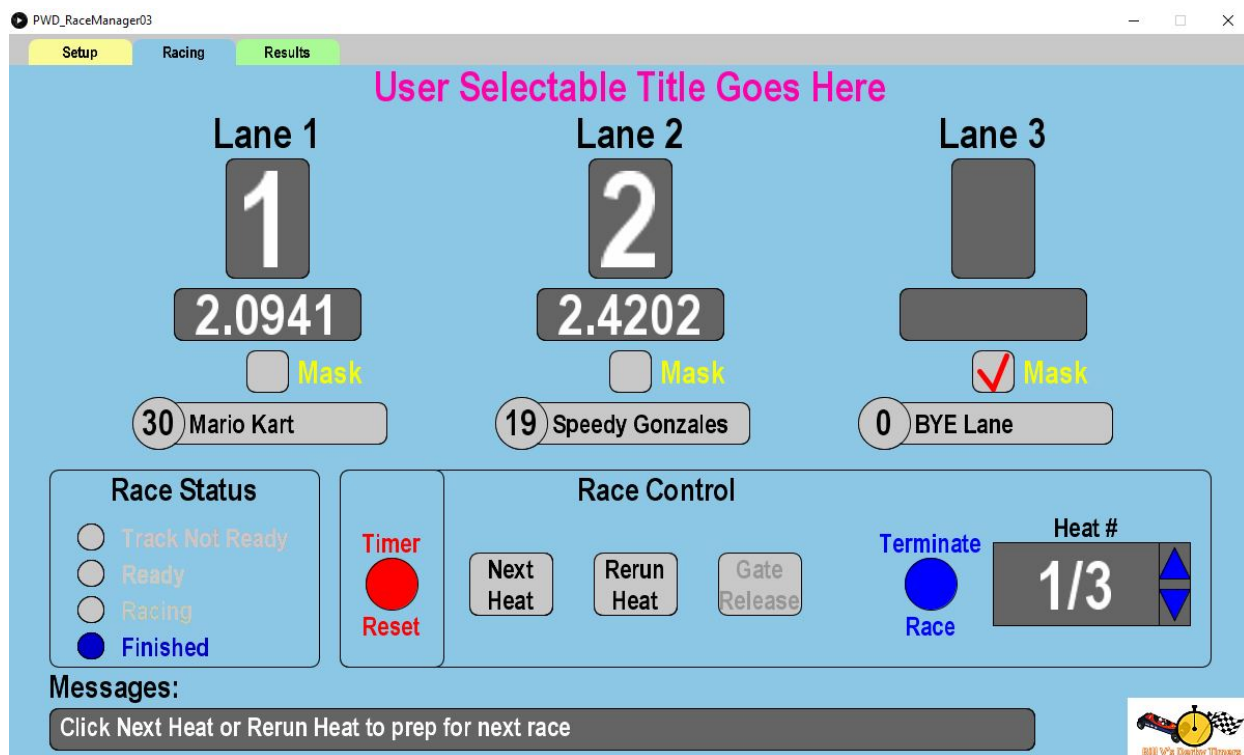 PWD_RaceManager03
Setup Racing Results
User Selectable Title Goes Here
Lane 1 Lane 2 Lane 3
1 2
2.0941 2.4202
Mask Mask Mask
30 Mario Kart 19 Speedy Gonzales 0 BYE Lane
Race Status
Track Not Ready
Ready
Racing
Finished
Race Control
Timer
Reset
Next
Heat
Rerun
Heat
Gate
Release
Terminate
Race
Heat #
1/3
Messages:
Click Next Heat or Rerun Heat to prep for next race
Bill V's Derby Timers